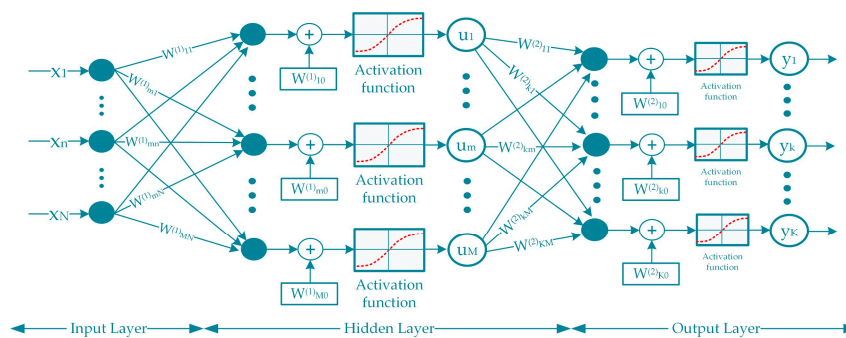 X1
Xn
XN
W(1)11
W(1)m1
W(1)mn
W(1)mN
W(1)MN
W(1)10
Activation function
W(1)m0
Activation function
W(1)M0
Activation function
u1
um
uM
W(2)11
W(2)k1
W(2)km
W(2)kM
W(2)KM
W(2)10
Activation function
W(2)k0
Activation function
W(2)K0
Activation function
y1
yk
yK
Input Layer
Hidden Layer
Output Layer